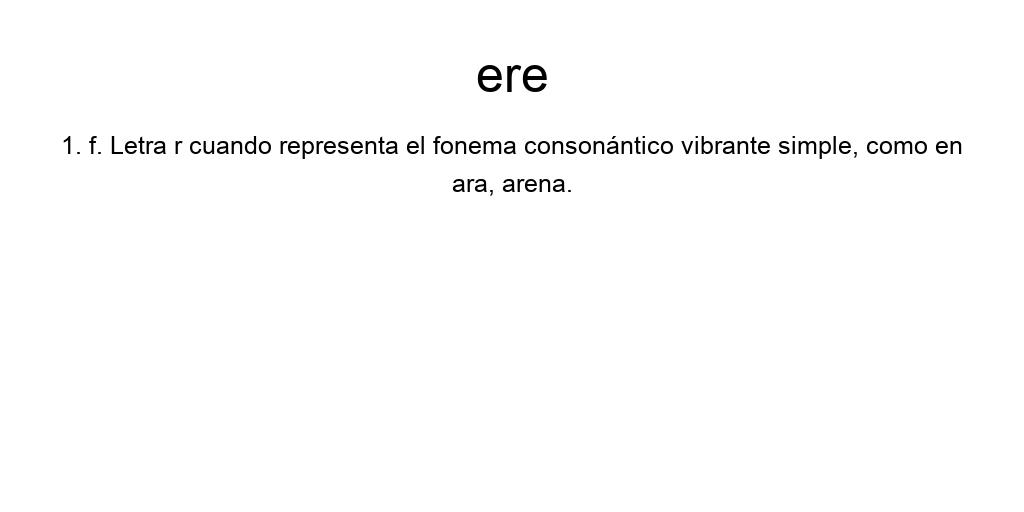 ere
1. f. Letra r cuando representa el fonema consonántico vibrante simple, como en
ara, arena.